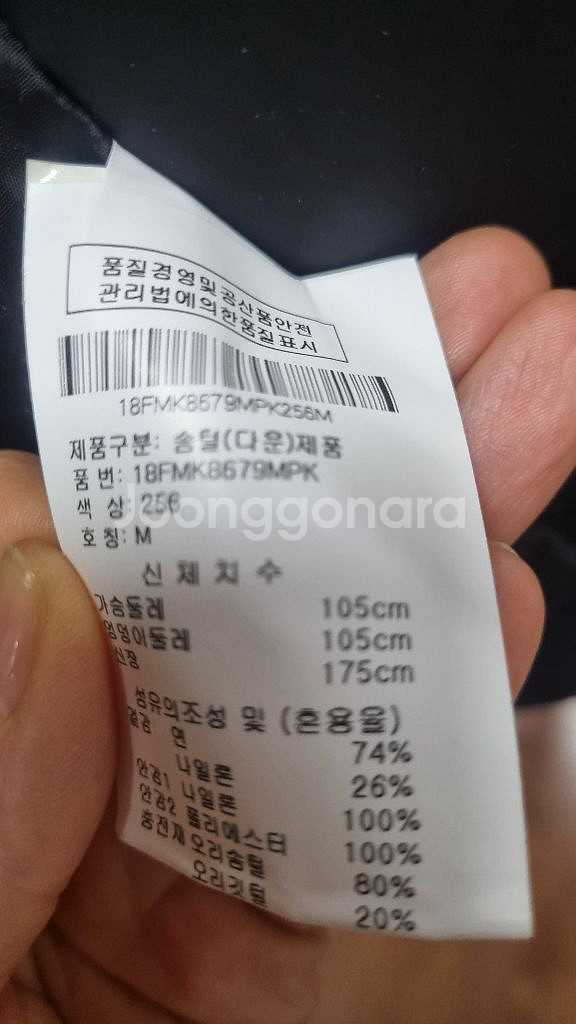 품질경영및공산품안전
관리법에의한품질표시
18FMK8679MPK256M
제품구분: 솜털(다운)제품
품 번: 18FMK8679MPK
색 상: 256
호 칭: M
joonggonara
신 체 치 수
가슴둘레 105cm
엉덩이둘레 105cm
신장 175cm
섬유의조성 및 (혼용율)
겉감 면 74%
나일론 26%
안감1 나일론 100%
안감2 폴리에스터 100%
충전재 오리솜털 80%
오리깃털 20%